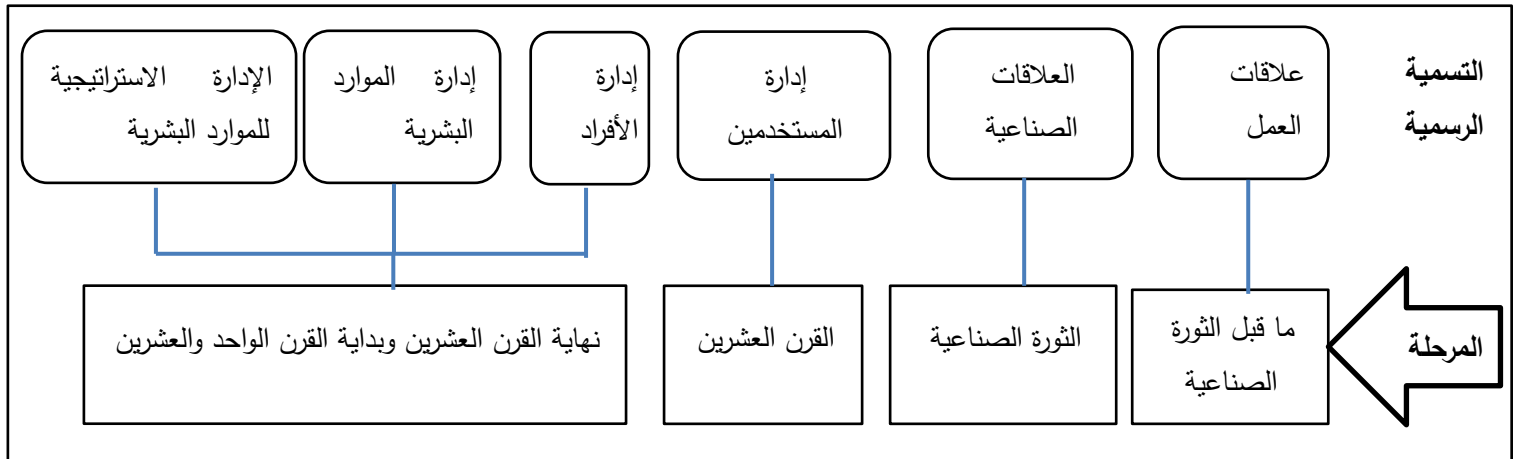 التسمية
الرسمية
علاقات
العمل
العلاقات
الصناعية
إدارة
المستخدمين
إدارة
الأفراد
إدارة الموارد
البشرية
الإدارة الاستراتيجية
للموارد البشرية
المرحلة
ما قبل الثورة
الصناعية
الثورة الصناعية
القرن العشرين
نهاية القرن العشرين وبداية القرن الواحد والعشرين